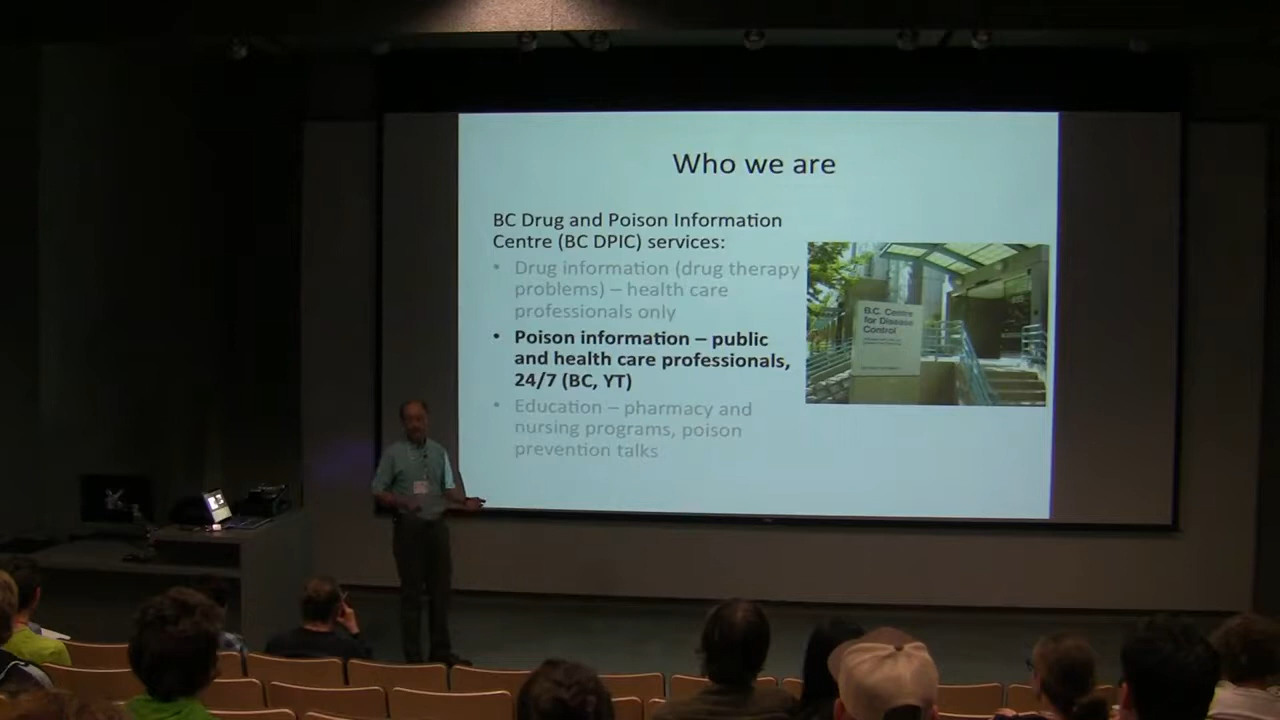 Who we are
BC Drug and Poison Information
Centre (BC DPIC) services:
• Drug information (drug therapy
problems) – health care
professionals only
• Poison information – public
and health care professionals,
24/7 (BC, YT)
• Education – pharmacy and
nursing programs, poison
prevention talks
B.C. Centre
for Disease
Control